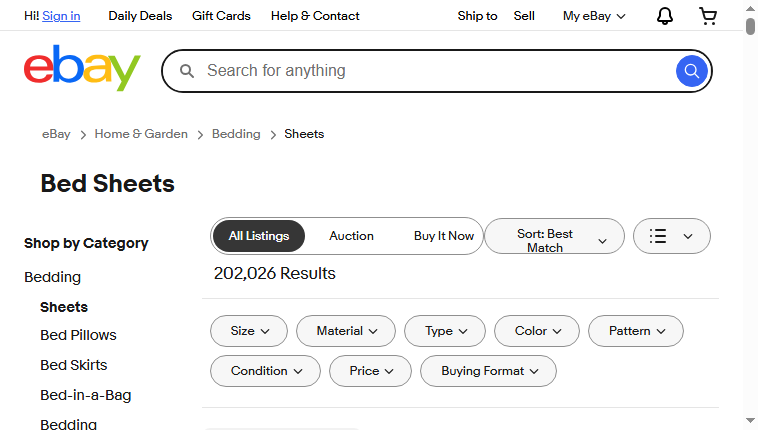 Hi! Sign in Daily Deals Gift Cards Help & Contact Ship to Sell My eBay
ebay
Search for anything
eBay Home & Garden Bedding Sheets
Bed Sheets
Shop by Category
Bedding
Sheets
Bed Pillows
Bed Skirts
Bed-in-a-Bag
Bedding
All Listings Auction Buy It Now
Sort: Best
Match
202,026 Results
Size Material Type Color Pattern
Condition Price Buying Format